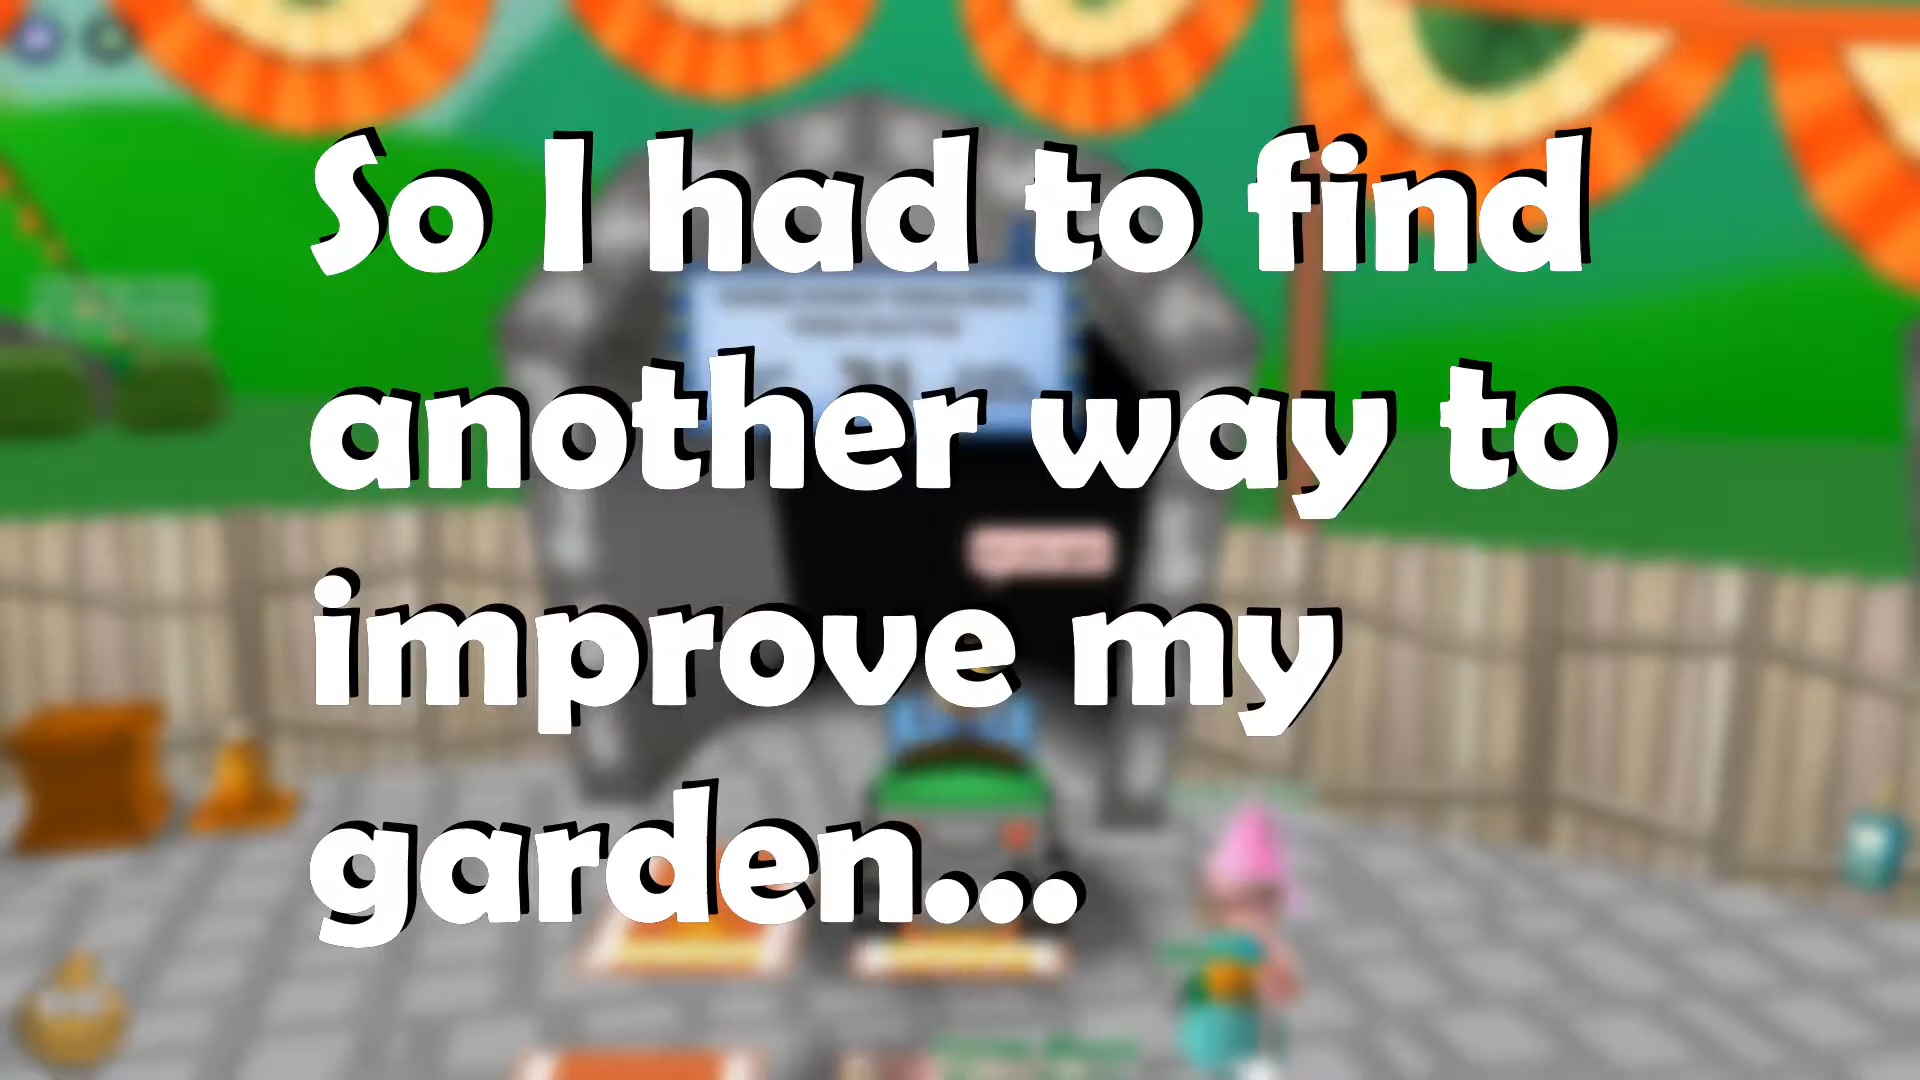 So I had to find
another way to
improve my
garden...